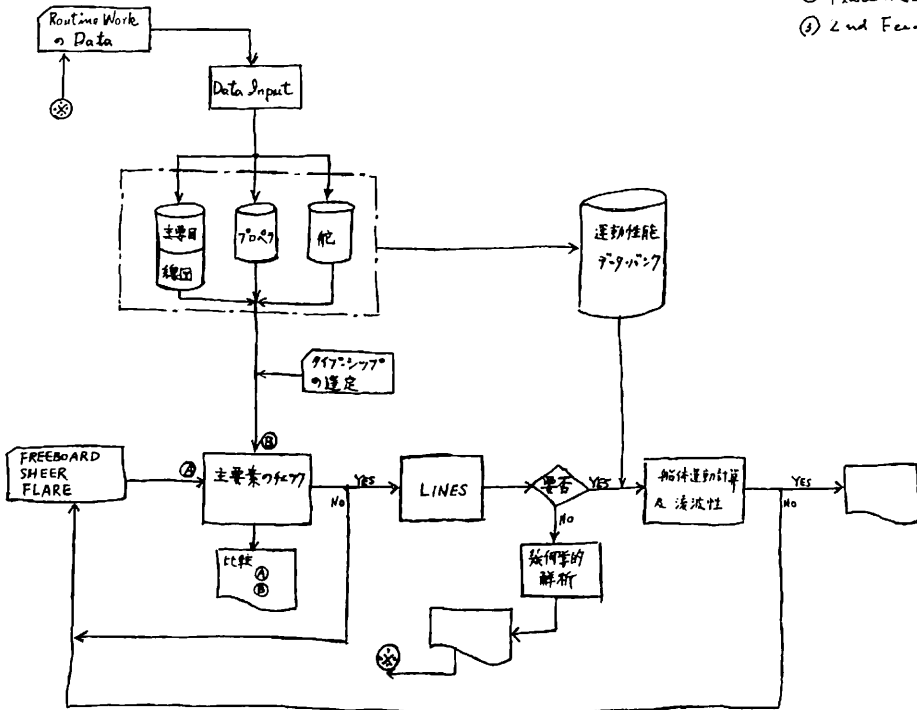 Routine Work
の Data
③ 2nd
※
Data Input
主要目
線図
プロペラ
舵
運動性能
データバンク
タイプシップ
の選定
FREEBOARD
SHEER
FLARE
Ⓐ
Ⓑ
主要素のチェック
YES
NO
LINES
要否
YES
NO
船体運動計算
及 凌波性
YES
NO
比較
Ⓐ
Ⓑ
幾何学的
解析
※